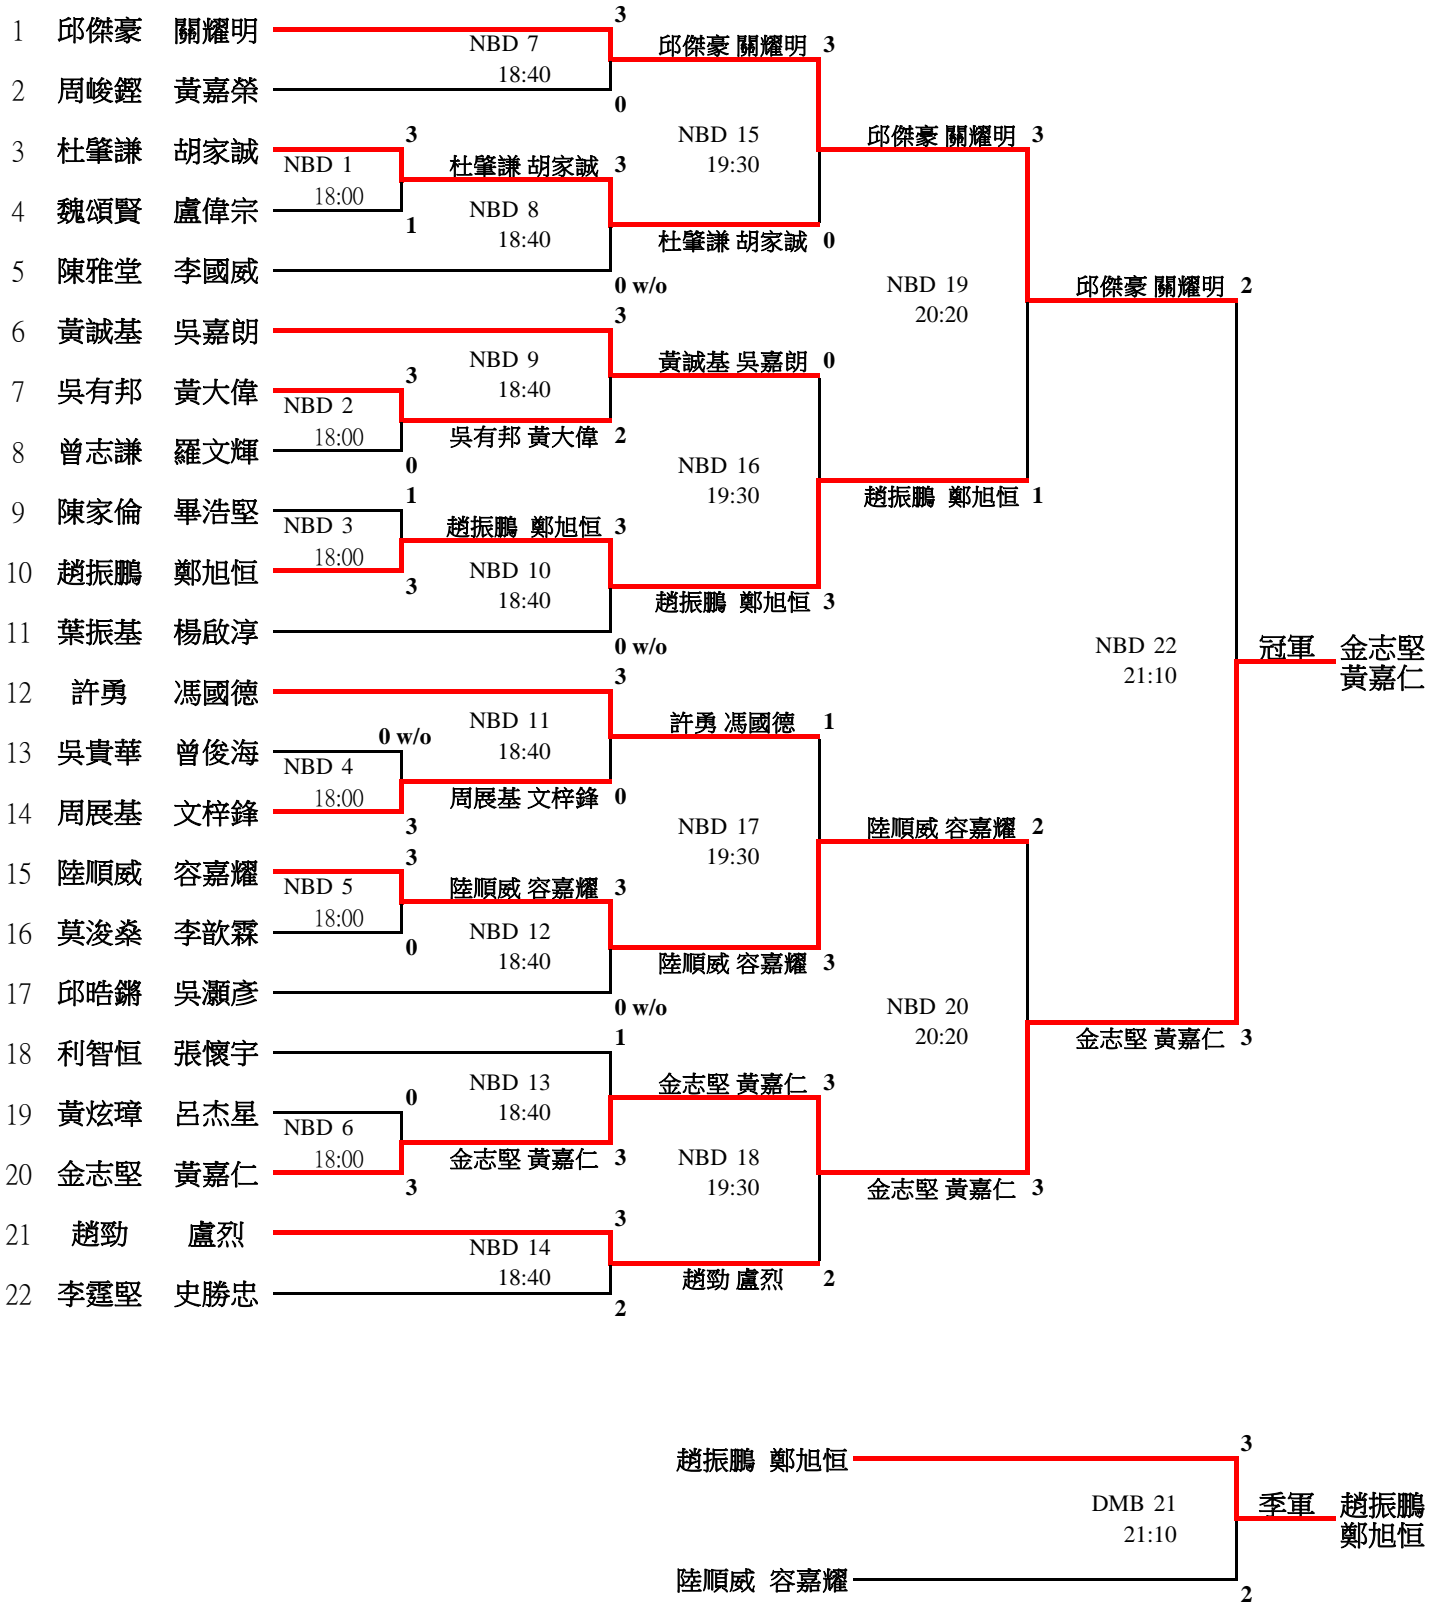 3
1 邱傑豪 關耀明
NBD 7
邱傑豪 關耀明 3
18:40
2 周峻鏗 黃嘉榮
0
3
NBD 15
邱傑豪 關耀明 3
3 杜肇謙 胡家誠
NBD 1
杜肇謙 胡家誠 3
19:30
18:00
4 魏頌賢 盧偉宗
NBD 8
1
18:40
杜肇謙 胡家誠 0
5 陳雅堂 李國威
0 w/o
NBD 19
邱傑豪 關耀明 2
3
20:20
6 黃誠基 吳嘉朗
NBD 9
黃誠基 吳嘉朗 0
3
7 吳有邦 黃大偉
18:40
NBD 2
18:00
吳有邦 黃大偉 2
8 曾志謙 羅文輝
0
NBD 16
1
19:30
趙振鵬 鄭旭恒 1
9 陳家倫 畢浩堅
NBD 3
趙振鵬 鄭旭恒 3
18:00
10 趙振鵬 鄭旭恒
NBD 10
3
18:40
趙振鵬 鄭旭恒 3
11 葉振基 楊啟淳
0 w/o
NBD 22
冠軍 金志堅
21:10
黃嘉仁
3
12 許勇 馮國德
NBD 11
許勇 馮國德 1
0 w/o
13 吳貴華 曾俊海
18:40
NBD 4
18:00
周展基 文梓鋒 0
14 周展基 文梓鋒
3
NBD 17
陸順威 容嘉耀 2
3
19:30
15 陸順威 容嘉耀
NBD 5
陸順威 容嘉耀 3
18:00
16 莫浚燊 李歆霖
NBD 12
0
18:40
陸順威 容嘉耀 3
17 邱晧鏘 吳灝彥
0 w/o
NBD 20
1
20:20
金志堅 黃嘉仁 3
18 利智恒 張懷宇
NBD 13
金志堅 黃嘉仁 3
0
19 黃炫璋 呂杰星
18:40
NBD 6
18:00
金志堅 黃嘉仁 3
NBD 18
20 金志堅 黃嘉仁
3
19:30
金志堅 黃嘉仁 3
3
21 趙勁 盧烈
NBD 14
18:40
趙勁 盧烈 2
22 李霆堅 史勝忠
2
3
趙振鵬 鄭旭恒
DMB 21
季軍 趙振鵬
21:10
鄭旭恒
陸順威 容嘉耀
2